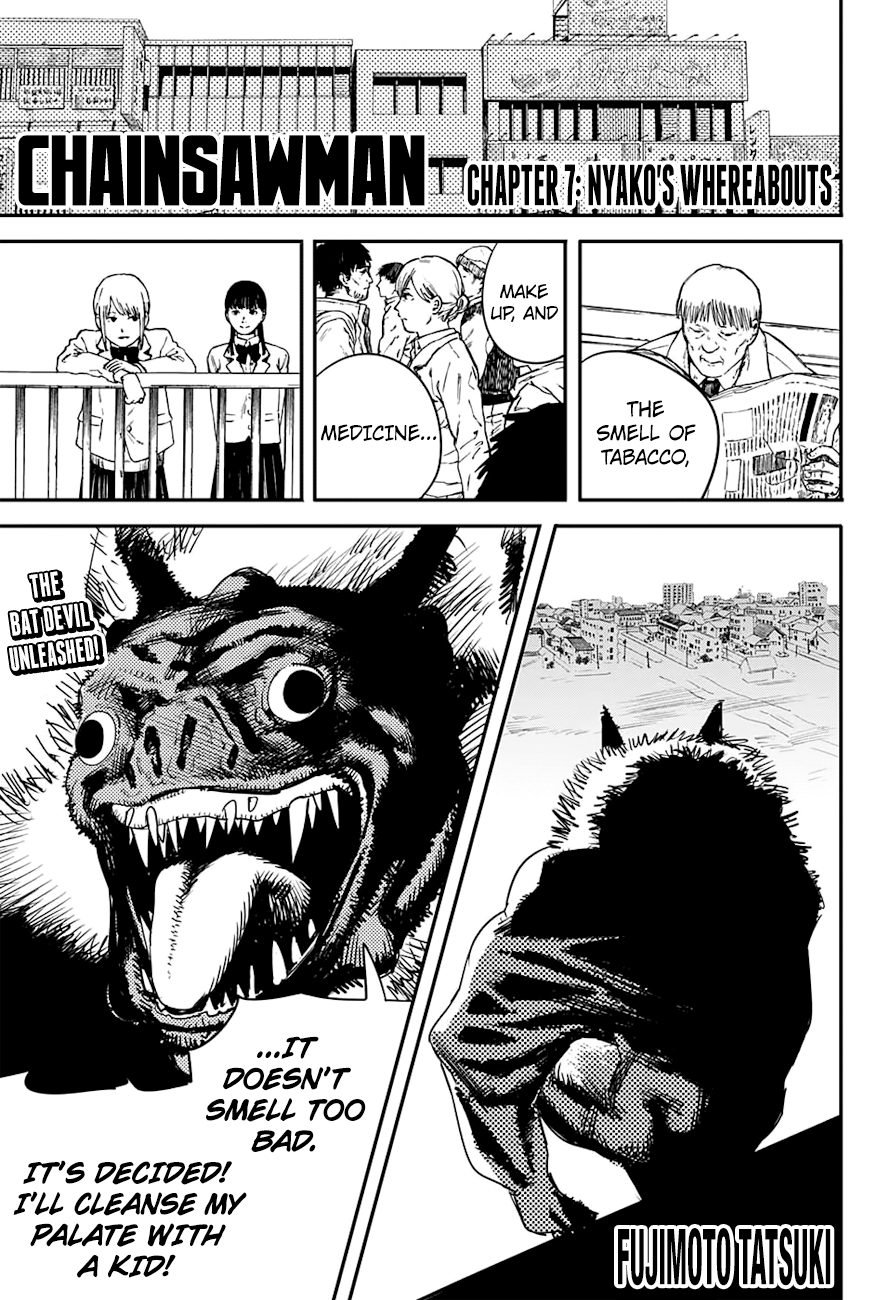 CHAINSAWMAN
CHAPTER 7: NYAKO'S WHEREABOUTS
THE
SMELL OF
TABACCO,
MAKE
UP, AND
MEDICINE...
THE
BAT DEVIL
UNLEASHED!
...IT
DOESN'T
SMELL TOO
BAD.
IT'S DECIDED!
I'LL CLEANSE MY
PALATE WITH
A KID!
FUJIMOTO TATSUKI